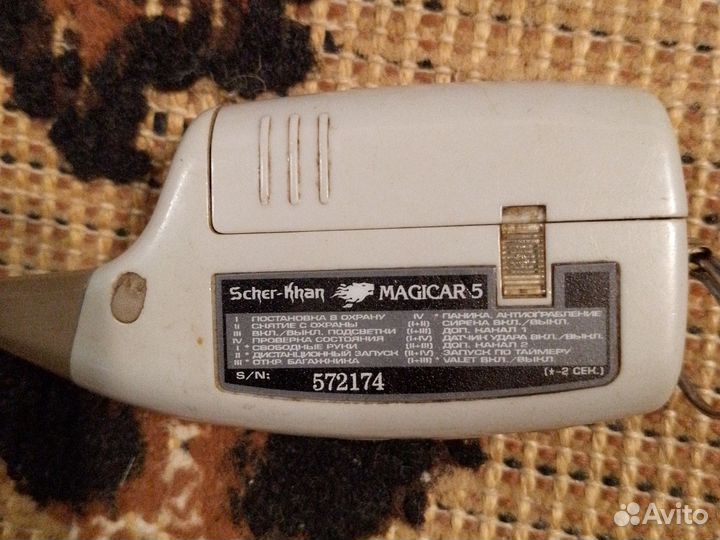 Scher-Khan MAGICAR 5
I ПОСТАНОВКА В ОХРАНУ
II СНЯТИЕ С ОХРАНЫ
III ВКЛ./ВЫКЛ. ПОДСВЕТКИ
IV ПРОВЕРКА СОСТОЯНИЯ
I * СВОБОДНЫЕ РУКИ
II * ДИСТАНЦИОННЫЙ ЗАПУСК
III * ОТКР. БАГАЖНИКА
IV * ПАНИКА, АНТИОГРАБЛЕНИЕ
(I+II) СИРЕНА ВКЛ./ВЫКЛ.
(I+III) ДОП. КАНАЛ 1
(I+IV) ДАТЧИК УДАРА ВКЛ./ВЫКЛ.
(II+III) ДОП. КАНАЛ 2
(II+IV) ЗАПУСК ПО ТАЙМЕРУ
(I+III) * VALET ВКЛ./ВЫКЛ.
S/N: 572174 (*-2 СЕК.)
Avito